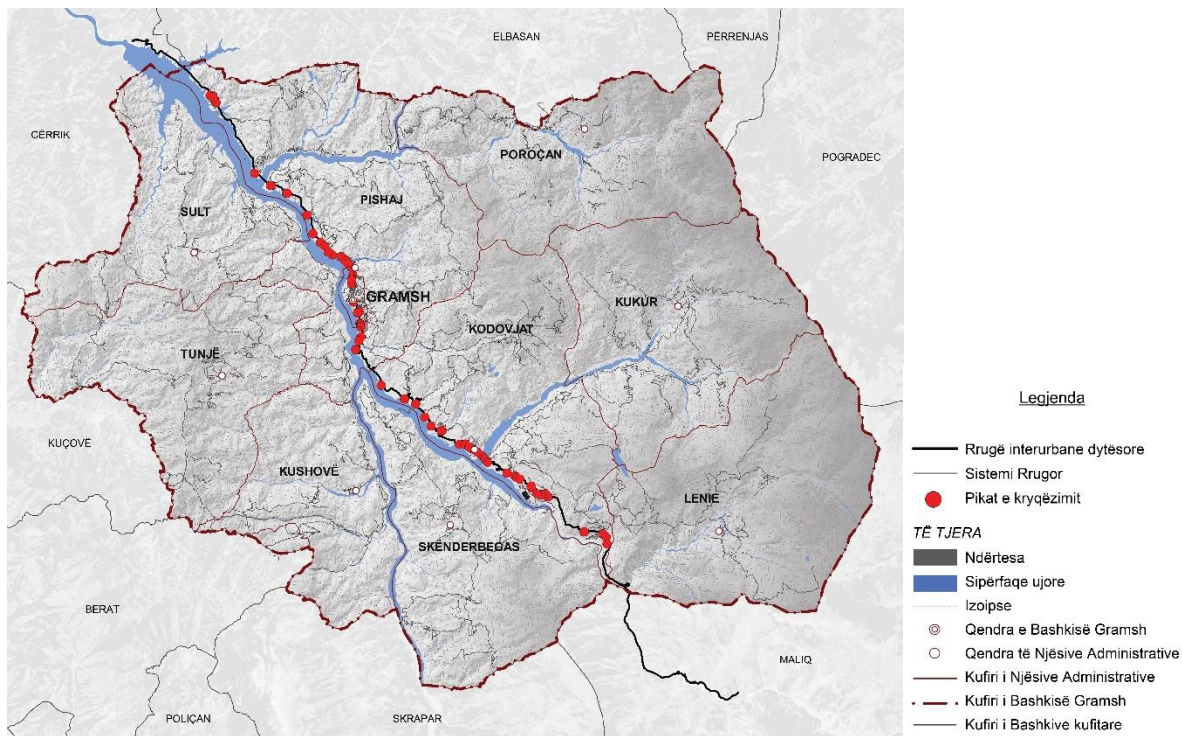 ELBASAN
PËRRENJAS
CËRRIK
POGRADEC
POROÇAN
PISHAJ
SULT
GRAMSH
KUKUR
KODOVJAT
TUNJË
KUÇOVË
KUSHOVË
LENIE
SKËNDERBEGAS
BERAT
MALIQ
POLIÇAN
SKRAPAR
Legjenda
Rrugë interurbane dytësore
Sistemi Rrugor
Pikat e kryqëzimit
TË TJERA
Ndërtesa
Sipërfaqe ujore
Izoipse
Qendra e Bashkisë Gramsh
Qendra të Njësive Administrative
Kufiri i Njësive Administrative
Kufiri i Bashkisë Gramsh
Kufiri i Bashkive kufitare